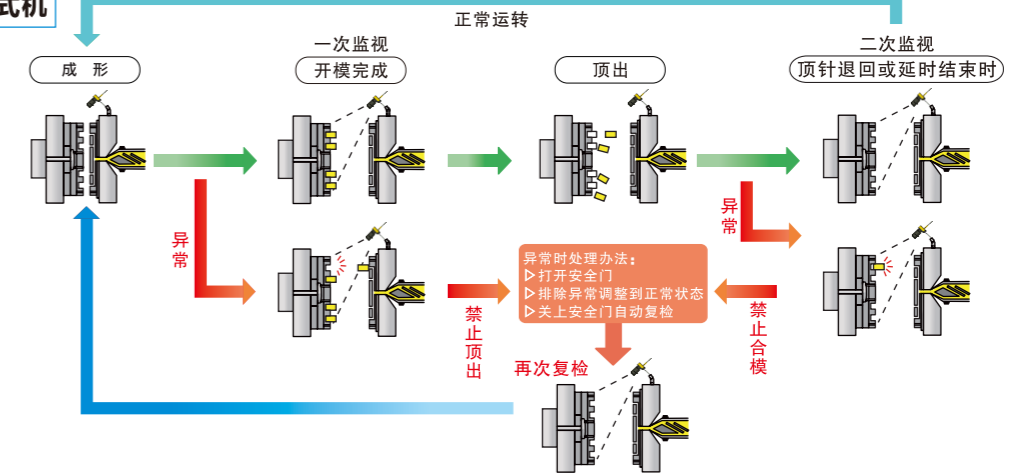 式机
正常运转
一次监视
二次监视
成 形
开模完成
顶出
顶针退回或延时结束时
异常
异常
异常时处理办法：
▷打开安全门
▷排除异常调整到正常状态
▷关上安全门自动复检
禁止顶出
禁止合模
再次复检